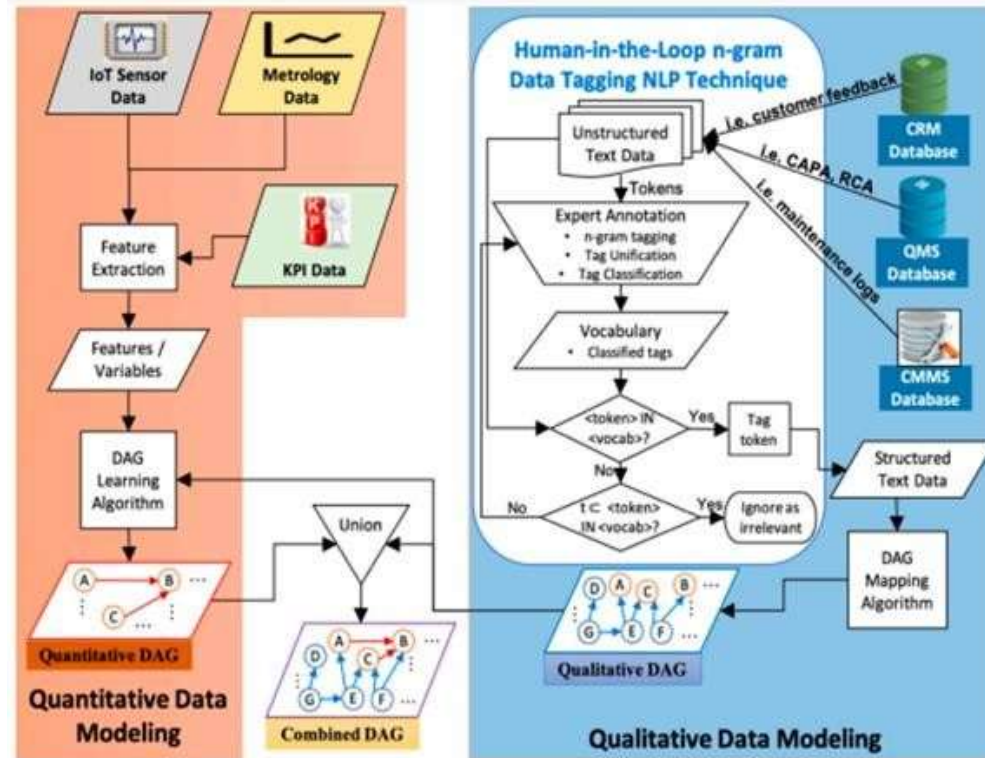 IoT Sensor
Data
Metrology
Data
KPI
KPI Data
Feature
Extraction
Features /
Variables
DAG
Learning
Algorithm
A
B
...
C
...
Quantitative DAG
Quantitative Data
Modeling
Union
A
B
...
D
C
G
E
F
...
Combined DAG
Human-in-the-Loop n-gram
Data Tagging NLP Technique
Unstructured
Text Data
Tokens
Expert Annotation
• n-gram tagging
• Tag Unification
• Tag Classification
Vocabulary
• Classified tags
<token> IN
<vocab>?
Yes
Tag
token
No
t ⊂ <token>
IN <vocab>?
No
Yes
Ignore as
irrelevant
i.e. customer feedback
i.e. CAPA, RCA
i.e. maintenance logs
CRM
Database
QMS
Database
CMMS
Database
Structured
Text Data
DAG
Mapping
Algorithm
D
A
C
B
...
G
E
F
...
Qualitative DAG
Qualitative Data Modeling